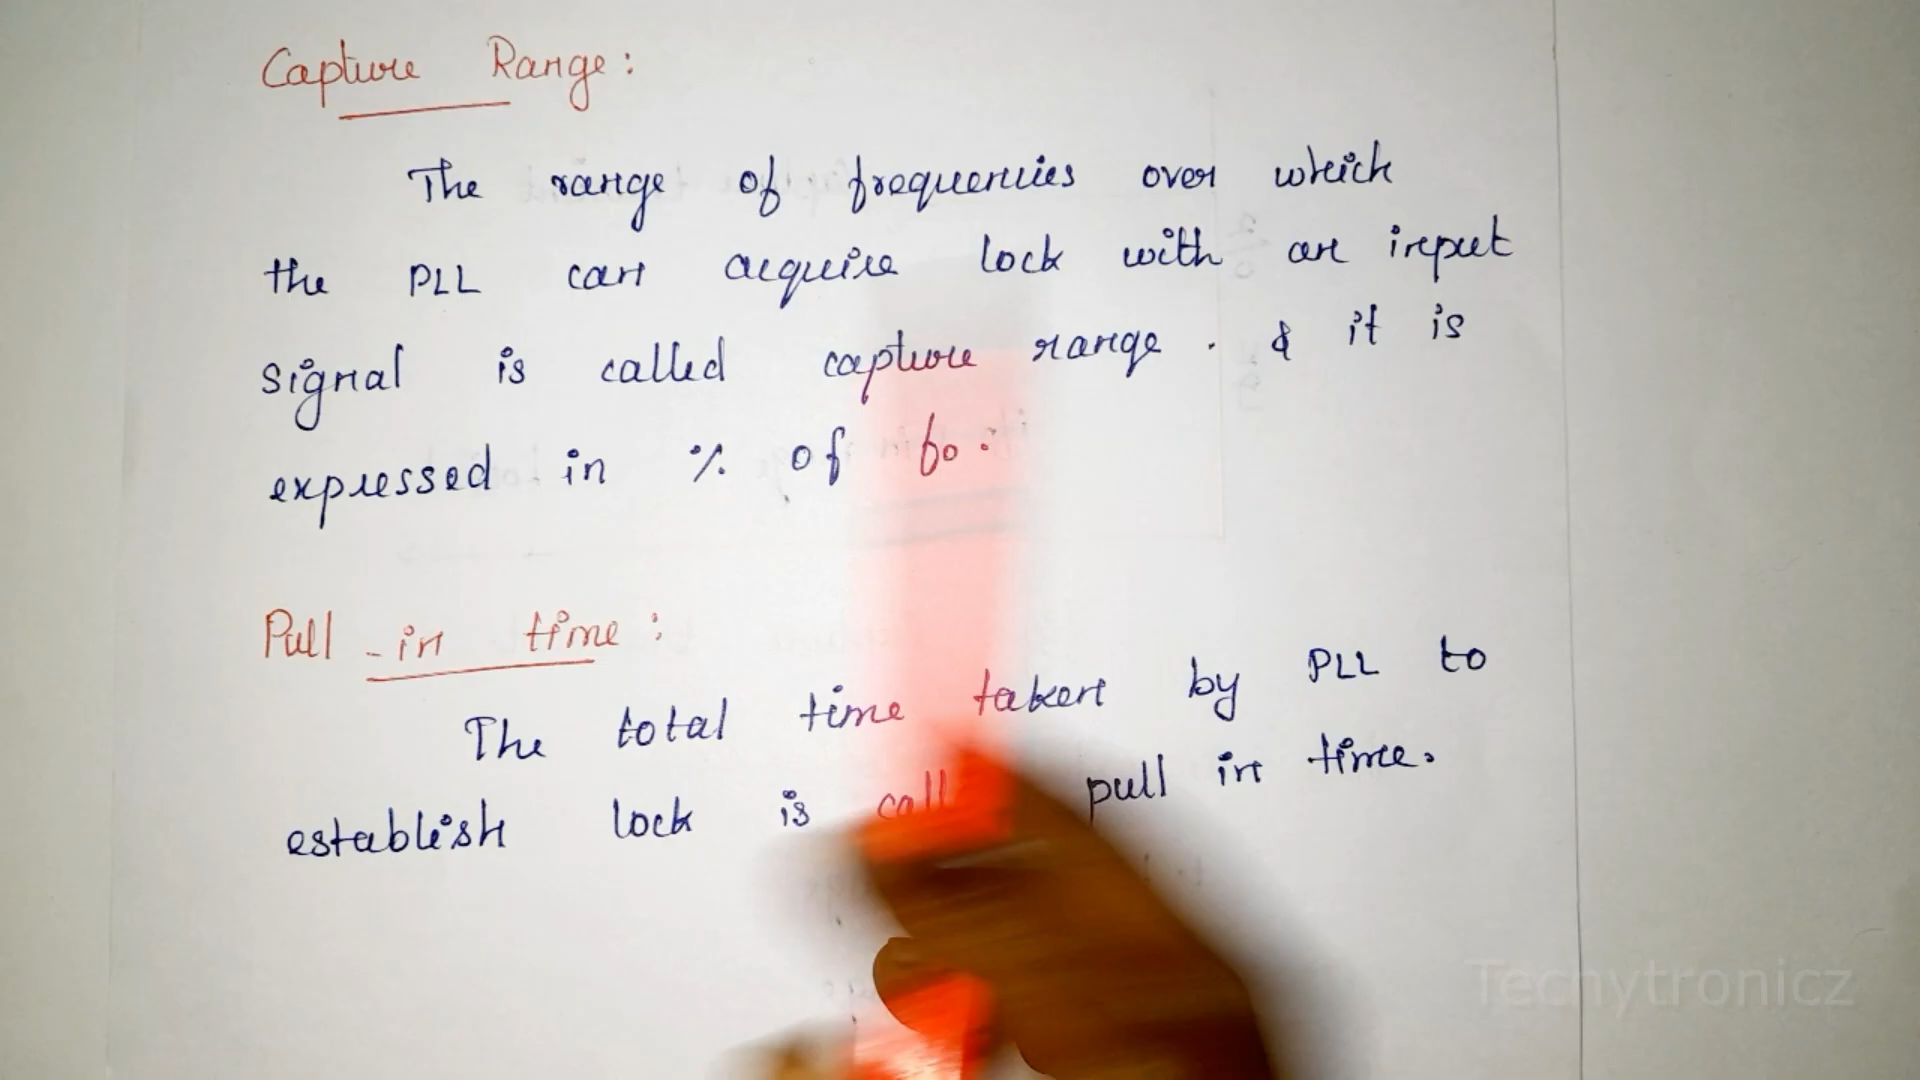 Capture Range:
The range of frequencies over which
the PLL can acquire lock with an input
signal is called capture range. & it is
expressed in % of fo.
Pull-in time:
The total time taken by PLL to
establish lock is call pull in time.
Techytronicz